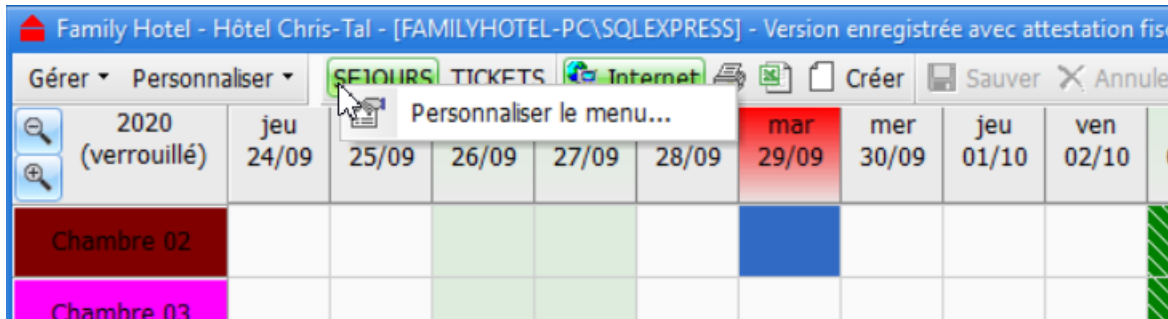 Family Hotel - Hôtel Chris-Tal - [FAMILYHOTEL-PC\SQLEXPRESS] - Version enregistrée avec attestation
Gérer Personnaliser SEJOURS TICKETS Internet Créer Sauver
Personnaliser le menu...
2020 jeu mar mer jeu ven
(verrouillé) 24/09 25/09 26/09 27/09 28/09 29/09 30/09 01/10 02/10
Chambre 02
Chambre 03